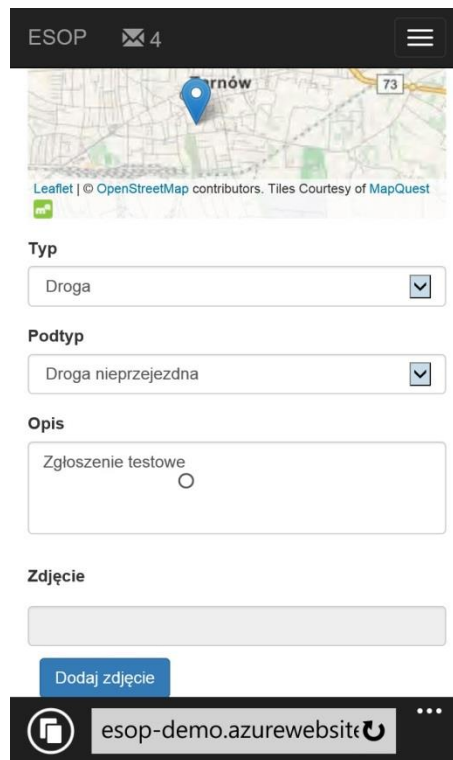 ESOP 4
Tarnów
73
Leaflet | © OpenStreetMap contributors. Tiles Courtesy of MapQuest
Typ
Droga
Podtyp
Droga nieprzejezdna
Opis
Zgłoszenie testowe
Zdjęcie
Dodaj zdjęcie
esop-demo.azurewebsite